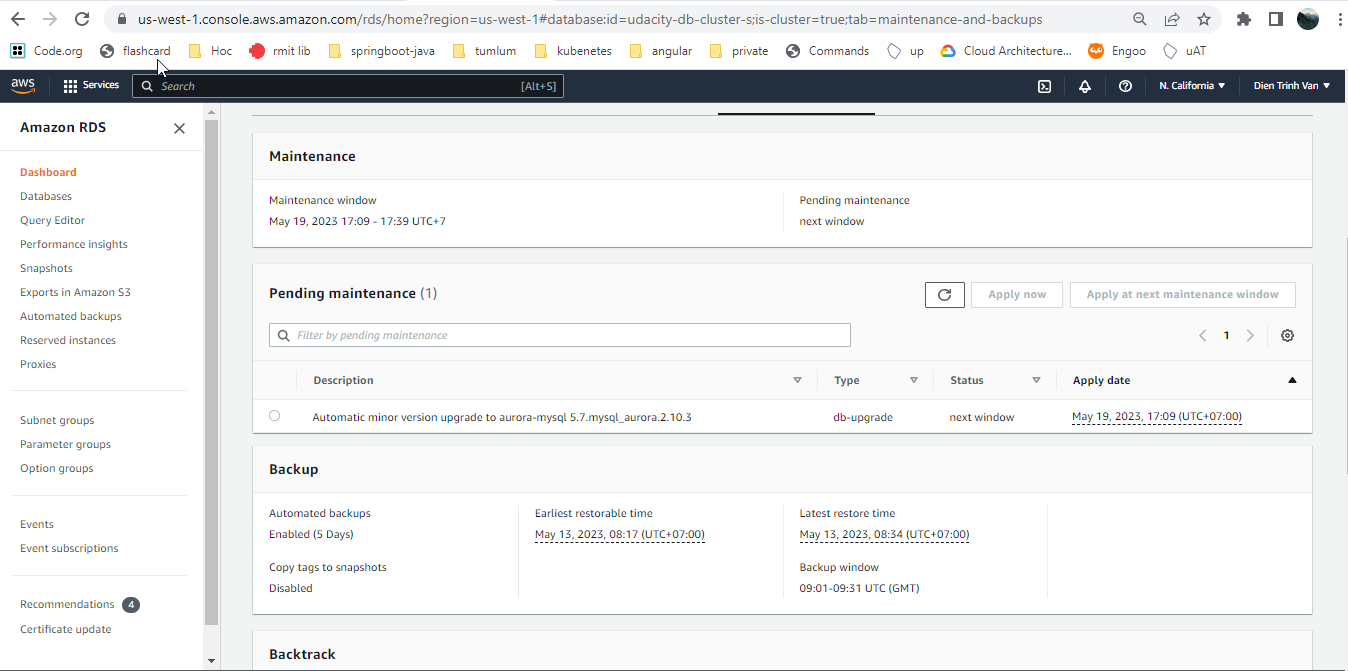 us-west-1.console.aws.amazon.com/rds/home?region=us-west-1#database:id=udacity-db-cluster-s;is-cluster=true;tab=maintenance-and-backups
Code.org flashcard Hoc rmit lib springboot-java tumlum kubenetes angular private Commands up Cloud Architecture... Engoo uAT
aws Services Search [Alt+S] N. California Dien Trinh Van
Amazon RDS
Dashboard
Databases
Query Editor
Performance insights
Snapshots
Exports in Amazon S3
Automated backups
Reserved instances
Proxies
Subnet groups
Parameter groups
Option groups
Events
Event subscriptions
Recommendations 4
Certificate update
Maintenance
Maintenance window
May 19, 2023 17:09 - 17:39 UTC+7
Pending maintenance
next window
Pending maintenance (1)
Apply now
Apply at next maintenance window
Filter by pending maintenance
1
Description Type Status Apply date
Automatic minor version upgrade to aurora-mysql 5.7.mysql_aurora.2.10.3 db-upgrade next window May 19, 2023, 17:09 (UTC+07:00)
Backup
Automated backups
Enabled (5 Days)
Copy tags to snapshots
Disabled
Earliest restorable time
May 13, 2023, 08:17 (UTC+07:00)
Latest restore time
May 13, 2023, 08:34 (UTC+07:00)
Backup window
09:01-09:31 UTC (GMT)
Backtrack